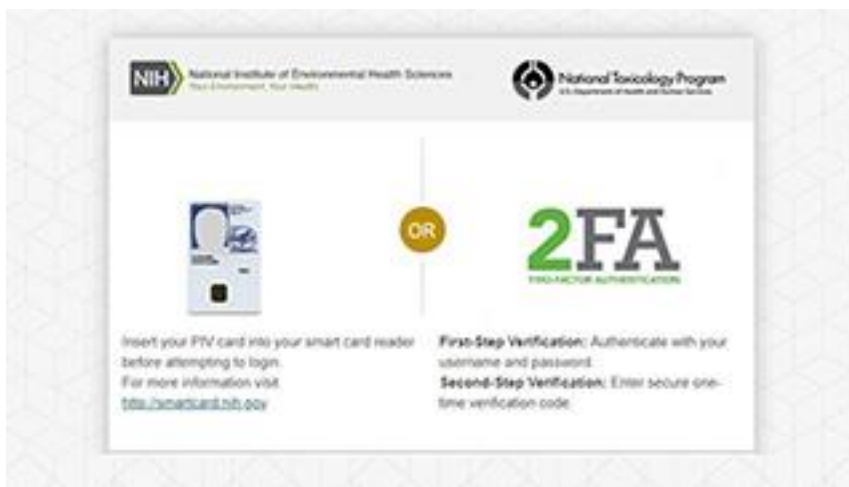 NIH National Institute of Environmental Health Sciences
Your Environment. Your Health.
National Toxicology Program
U.S. Department of Health and Human Services
OR
2FA
TWO-FACTOR AUTHENTICATION
Insert your PIV card into your smart card reader
before attempting to login.
For more information visit
http://smartcard.nih.gov
First-Step Verification: Authenticate with your
username and password.
Second-Step Verification: Enter secure one-
time verification code.